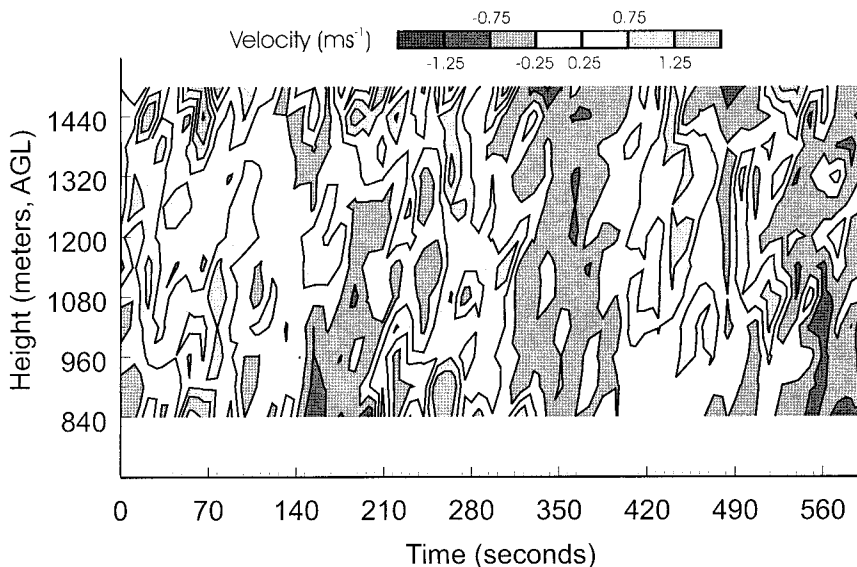 -0.75 0.75
Velocity (ms⁻¹)
-1.25 -0.25 0.25 1.25
Height (meters, AGL)
1440
1320
1200
1080
960
840
0 70 140 210 280 350 420 490 560
Time (seconds)